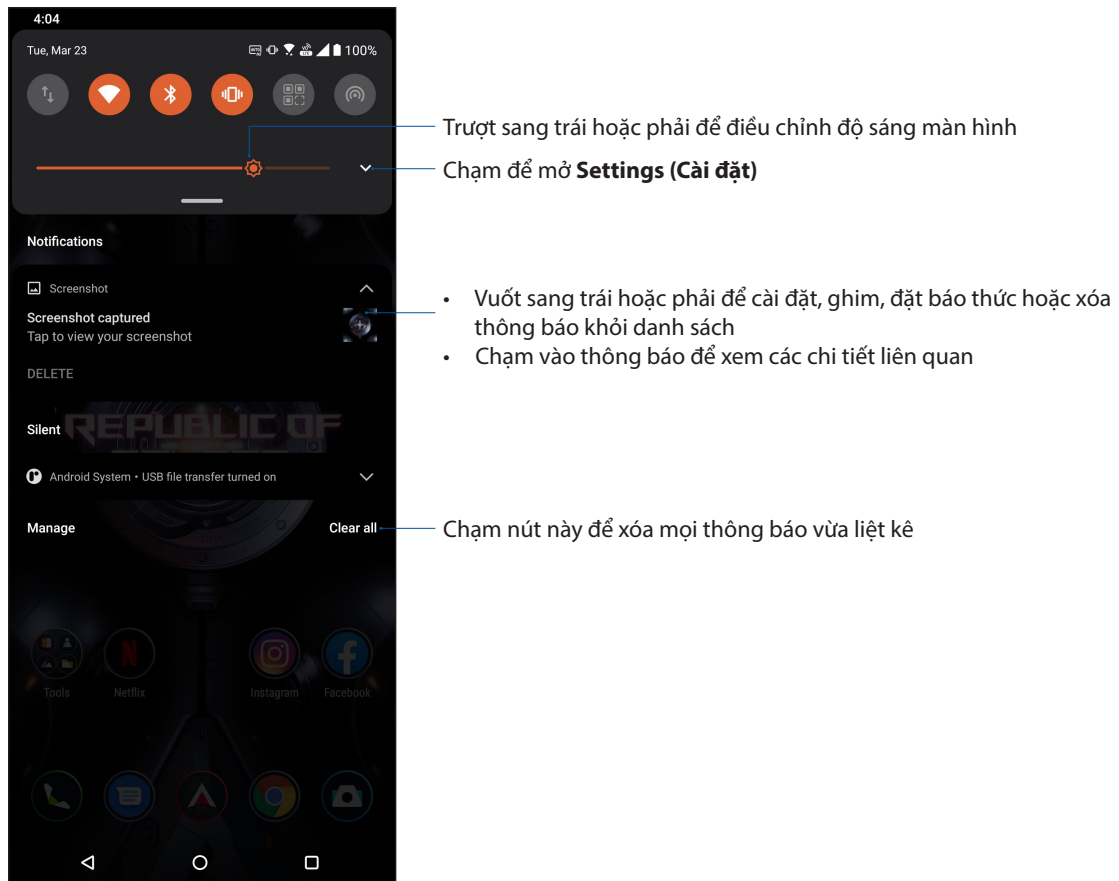 4:04
Tue, Mar 23
100%
Trượt sang trái hoặc phải để điều chỉnh độ sáng màn hình
Chạm để mở Settings (Cài đặt)
Notifications
Screenshot
Screenshot captured
Tap to view your screenshot
DELETE
• Vuốt sang trái hoặc phải để cài đặt, ghim, đặt báo thức hoặc xóa
thông báo khỏi danh sách
• Chạm vào thông báo để xem các chi tiết liên quan
Silent
REPUBLIC OF
Android System • USB file transfer turned on
Manage
Clear all
Chạm nút này để xóa mọi thông báo vừa liệt kê
Tools
Netflix
Instagram
Facebook